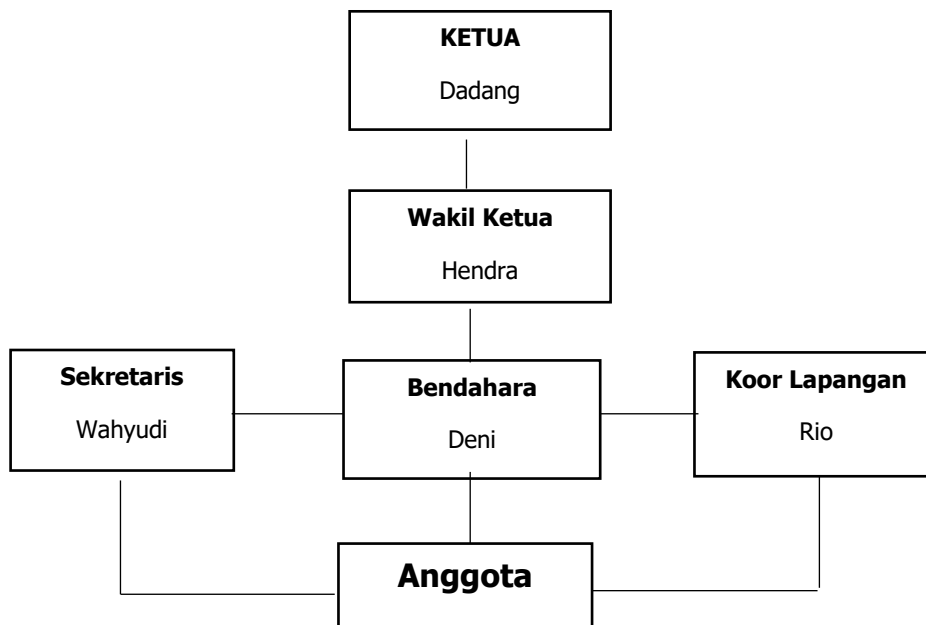 KETUA
Dadang
Wakil Ketua
Hendra
Sekretaris
Wahyudi
Bendahara
Deni
Koor Lapangan
Rio
Anggota